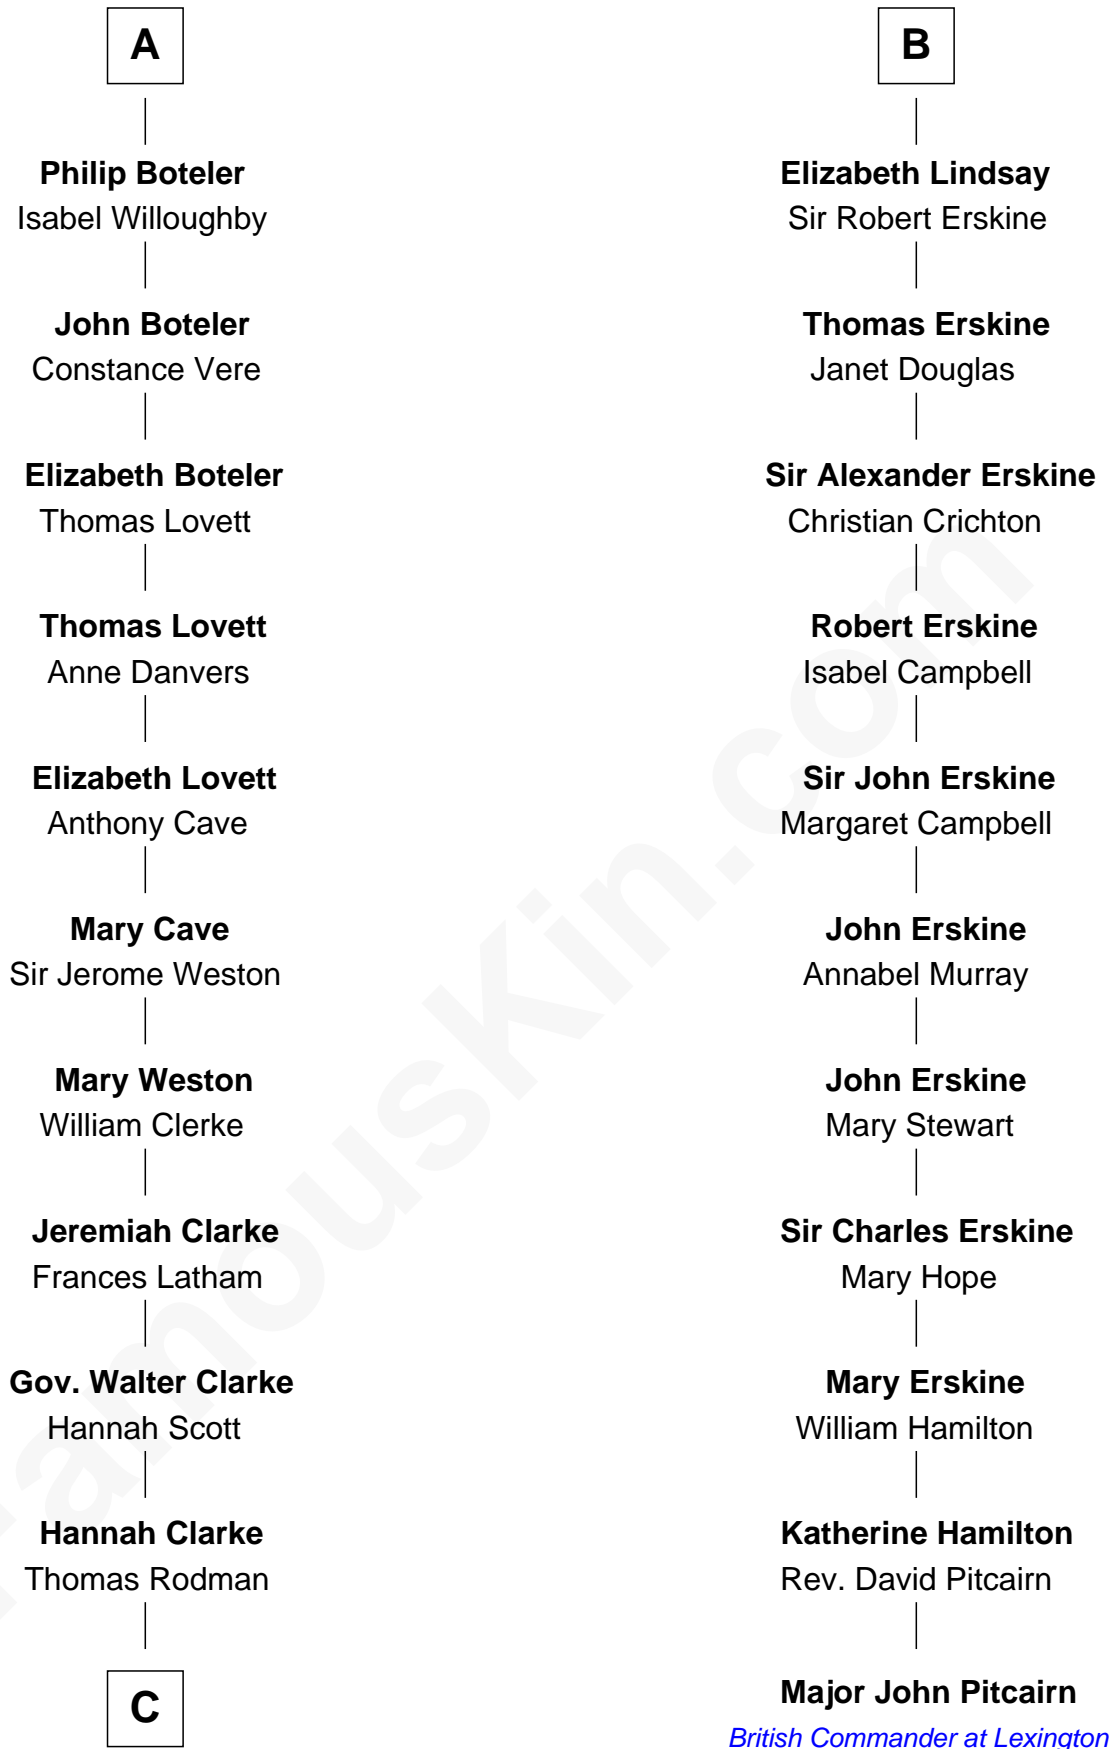 A
Philip Boteler
Isabel Willoughby
John Boteler
Constance Vere
Elizabeth Boteler
Thomas Lovett
Thomas Lovett
Anne Danvers
Elizabeth Lovett
Anthony Cave
Mary Cave
Sir Jerome Weston
Mary Weston
William Clerke
Jeremiah Clarke
Frances Latham
Gov. Walter Clarke
Hannah Scott
Hannah Clarke
Thomas Rodman
C
B
Elizabeth Lindsay
Sir Robert Erskine
Thomas Erskine
Janet Douglas
Sir Alexander Erskine
Christian Crichton
Robert Erskine
Isabel Campbell
Sir John Erskine
Margaret Campbell
John Erskine
Annabel Murray
John Erskine
Mary Stewart
Sir Charles Erskine
Mary Hope
Mary Erskine
William Hamilton
Katherine Hamilton
Rev. David Pitcairn
Major John Pitcairn
British Commander at Lexington
FamousKin.com